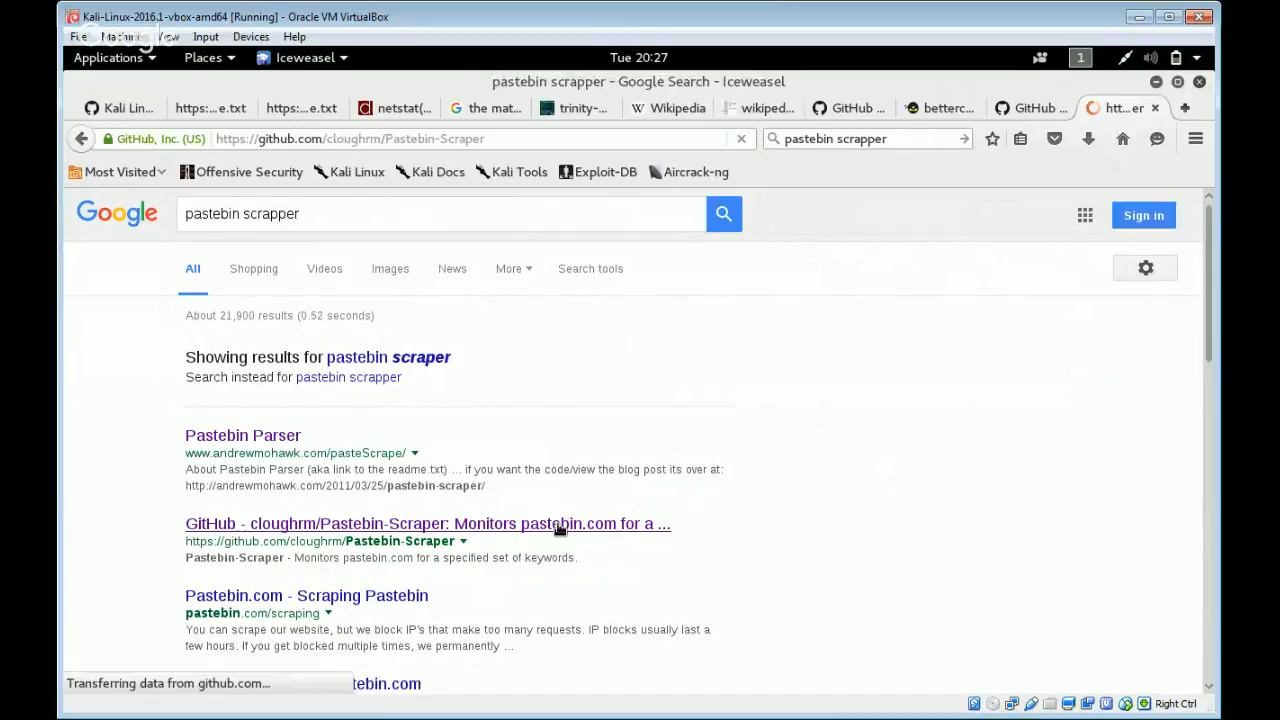 Kali-Linux-2016.1-vbox-amd64 [Running] - Oracle VM VirtualBox
File Machine View Input Devices Help
Google
Applications Places Iceweasel Tue 20:27 1
pastebin scrapper - Google Search - Iceweasel
Kali Lin... https:...e.txt https:...e.txt netstat(... the mat... trinity-... Wikipedia wikiped... GitHub ... betterc... GitHub ... htt...er
GitHub, Inc. (US) https://github.com/cloughrm/Pastebin-Scraper pastebin scrapper
Most Visited Offensive Security Kali Linux Kali Docs Kali Tools Exploit-DB Aircrack-ng
Google pastebin scrapper Sign in
All Shopping Videos Images News More Search tools
About 21,900 results (0.52 seconds)
Showing results for pastebin scraper
Search instead for pastebin scrapper
Pastebin Parser
www.andrewmohawk.com/pasteScrape/
About Pastebin Parser (aka link to the readme.txt) ... if you want the code/view the blog post its over at:
http://andrewmohawk.com/2011/03/25/pastebin-scraper/
GitHub - cloughrm/Pastebin-Scraper: Monitors pastebin.com for a ...
https://github.com/cloughrm/Pastebin-Scraper
Pastebin-Scraper - Monitors pastebin.com for a specified set of keywords.
Pastebin.com - Scraping Pastebin
pastebin.com/scraping
You can scrape our website, but we block IP's that make too many requests. IP blocks usually last a
few hours. If you get blocked multiple times, we permanently ...
Transferring data from github.com... tebin.com
Right Ctrl